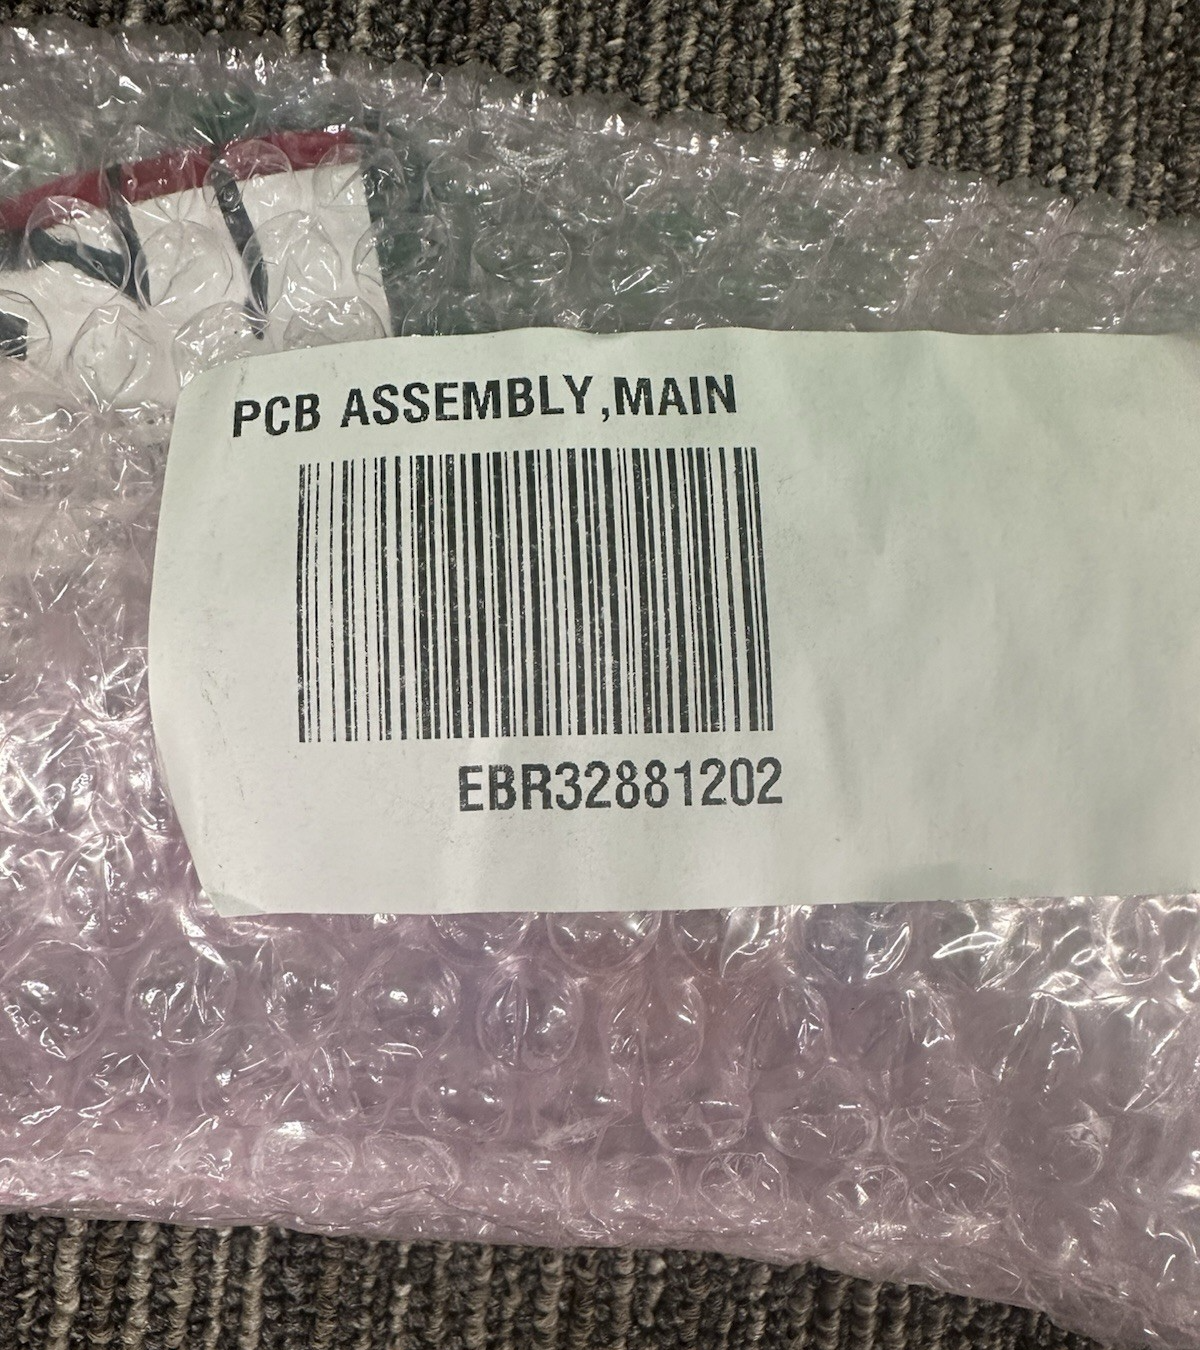 PCB ASSEMBLY,MAIN
EBR32881202